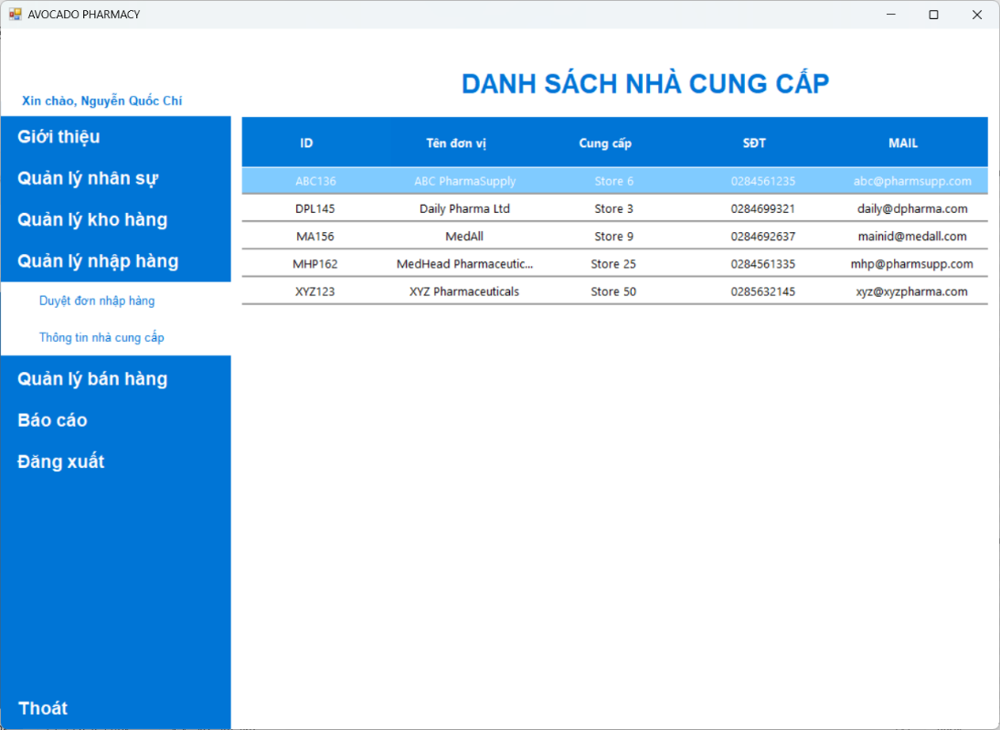 AVOCADO PHARMACY
Xin chào, Nguyễn Quốc Chí
Giới thiệu
Quản lý nhân sự
Quản lý kho hàng
Quản lý nhập hàng
Duyệt đơn nhập hàng
Thông tin nhà cung cấp
Quản lý bán hàng
Báo cáo
Đăng xuất
Thoát
DANH SÁCH NHÀ CUNG CẤP
ID Tên đơn vị Cung cấp SĐT MAIL
ABC136 ABC PharmaSupply Store 6 0284561235 abc@pharmsupp.com
DPL145 Daily Pharma Ltd Store 3 0284699321 daily@dpharma.com
MA156 MedAll Store 9 0284692637 mainid@medall.com
MHP162 MedHead Pharmaceutic... Store 25 0284561335 mhp@pharmsupp.com
XYZ123 XYZ Pharmaceuticals Store 50 0285632145 xyz@xyzpharma.com